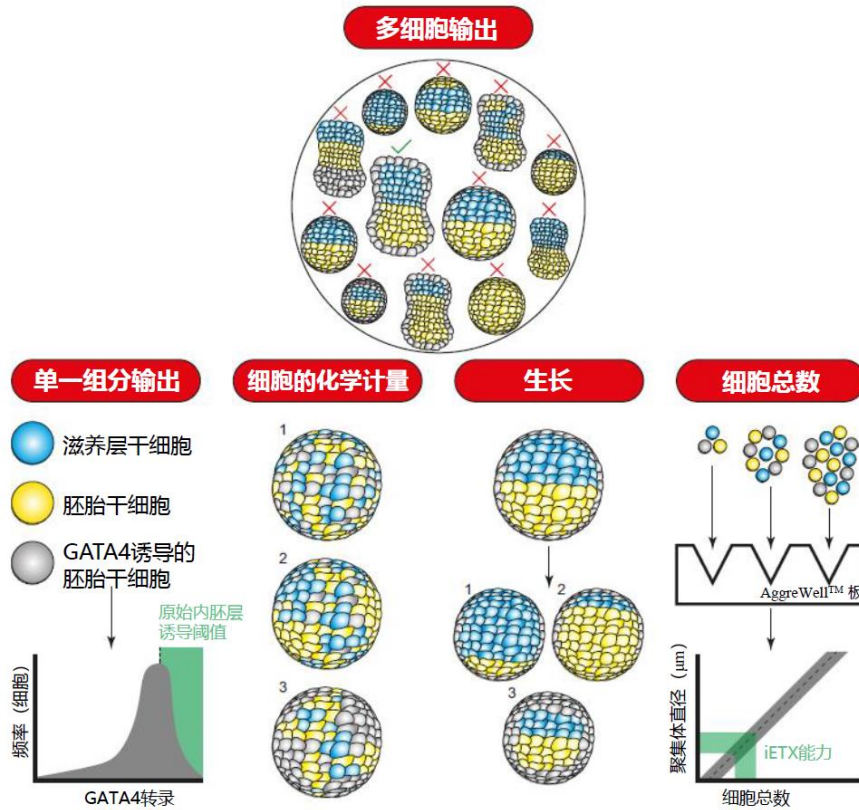 多细胞输出
单一组分输出
细胞的化学计量
生长
细胞总数
滋养层干细胞
胚胎干细胞
GATA4诱导的
胚胎干细胞
原始内胚层
诱导阈值
频率（细胞）
GATA4转录
1
2
3
1
2
3
AggreWell™ 板
聚集体直径（μm）
iETX能力
细胞总数